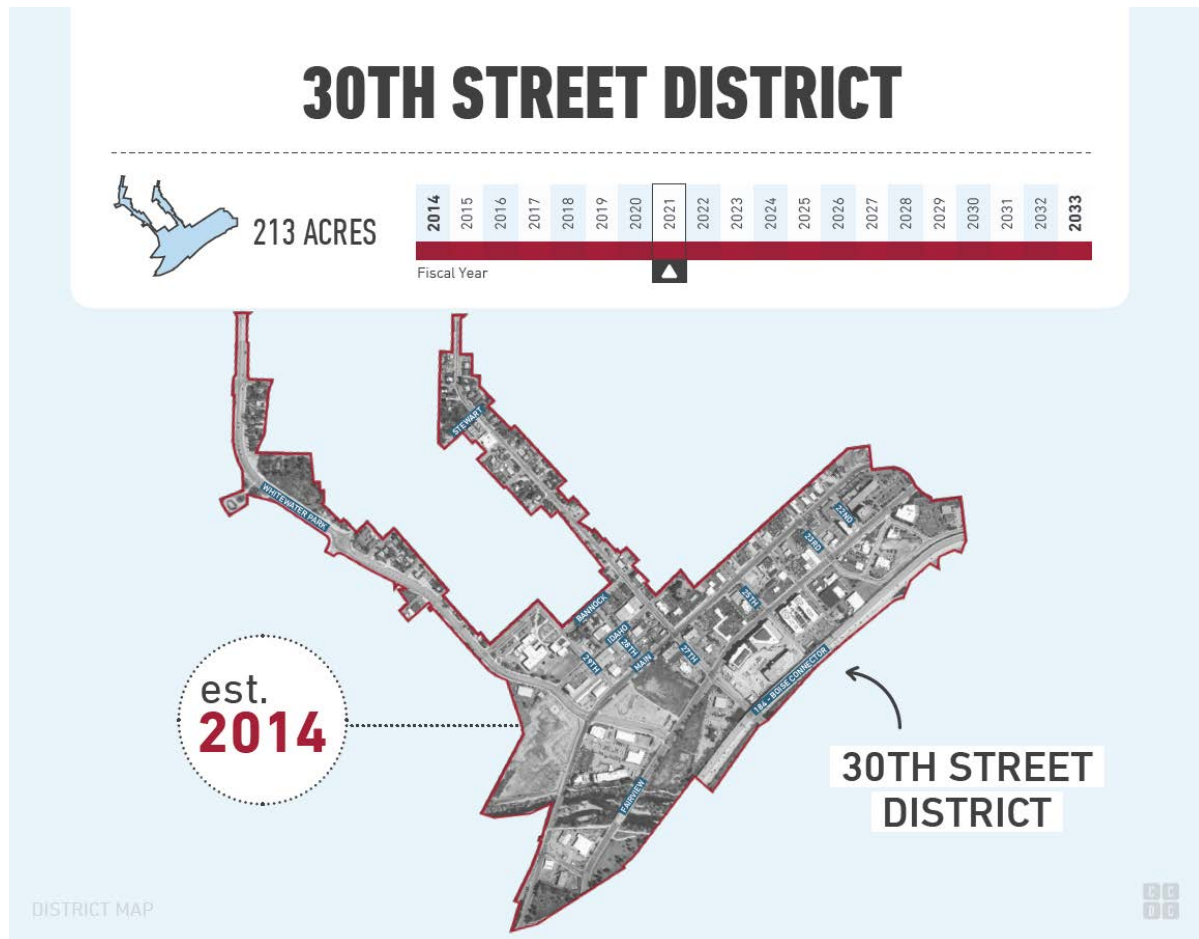 30TH STREET DISTRICT
213 ACRES
2014 2015 2016 2017 2018 2019 2020 2021 2022 2023 2024 2025 2026 2027 2028 2029 2030 2031 2032 2033
Fiscal Year
STEWART
WHITEWATER PARK
22ND
23RD
25TH
BANNOCK
IDAHO
28TH
MAIN
29TH
27TH
184 - BOISE CONNECTOR
FAIRVIEW
est.
2014
30TH STREET
DISTRICT
DISTRICT MAP
C C
D C